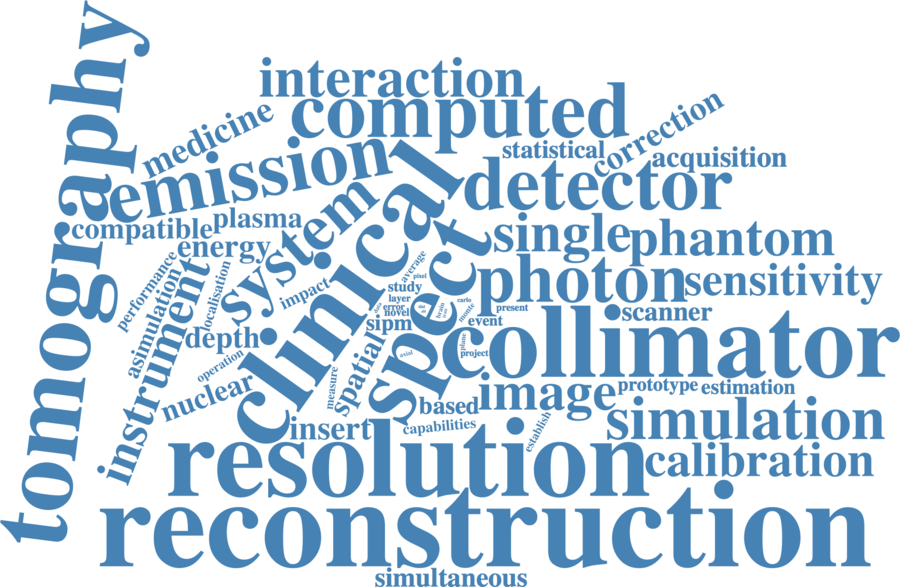 tomography
interaction
computed
medicine
emission
correction
statistical
acquisition
detector
compatible
plasma
energy
system
clinical
spect
single
phantom
photon
sensitivity
performance
asimulation
instrument
localisation
impact
average
pixel
study
layer
error
novel
sipm
brain
monte
carlo
present
event
scanner
collimator
depth
operation
nuclear
spatial
measure
axial
plane
project
image
prototype
estimation
based
capabilities
establish
insert
simulation
resolution
calibration
reconstruction
simultaneous